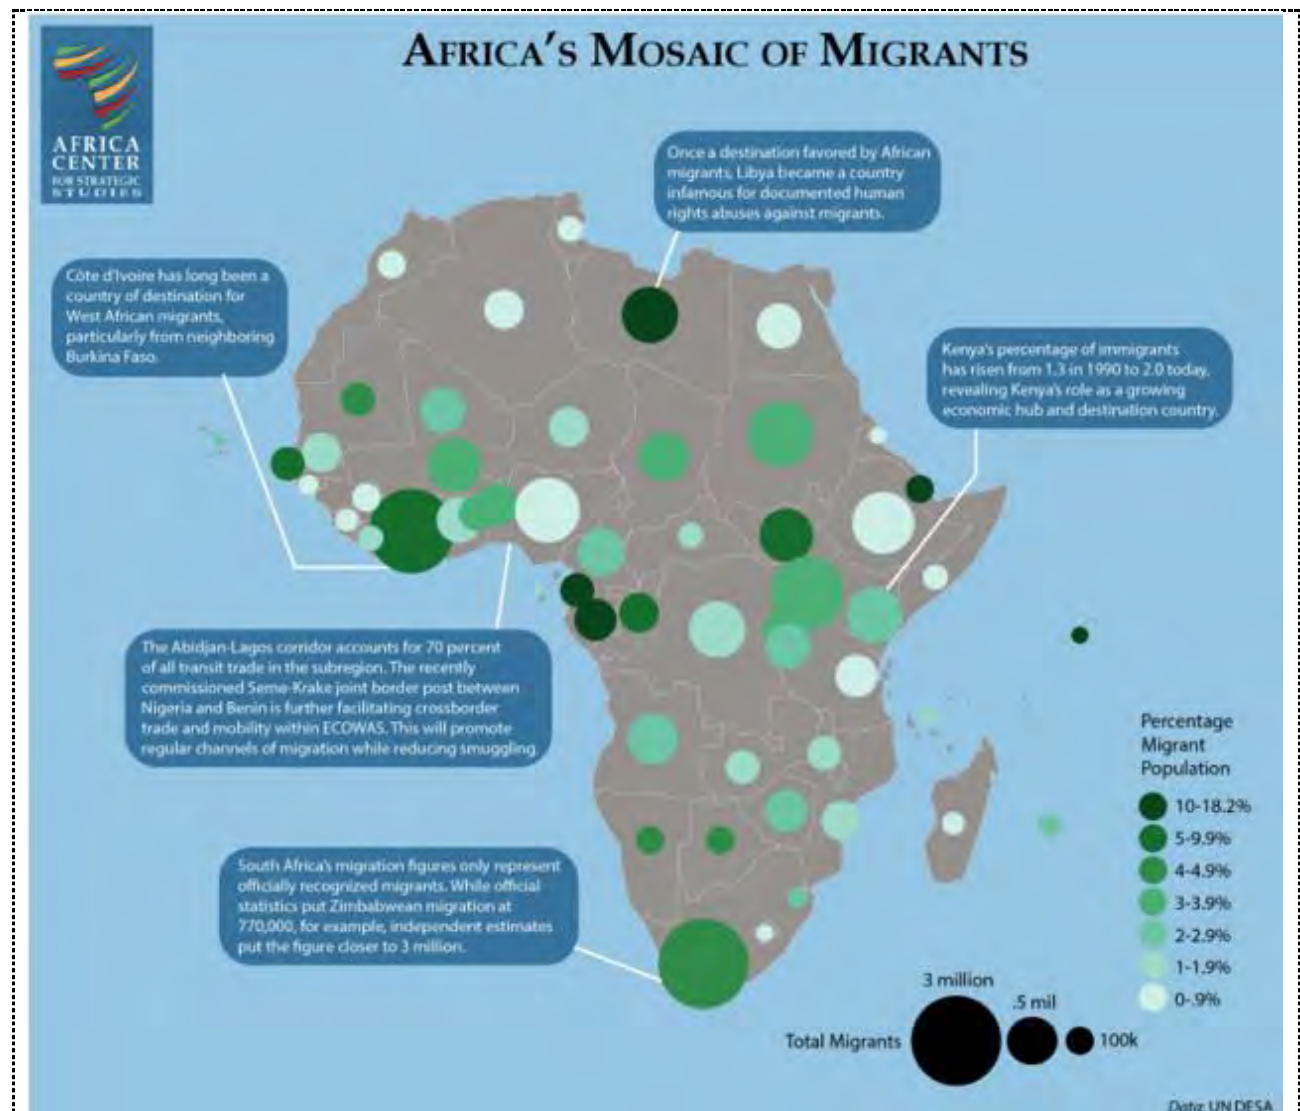 AFRICA'S MOSAIC OF MIGRANTS
AFRICA
CENTER
FOR STRATEGIC
STUDIES
Once a destination favored by African
migrants, Libya became a country
infamous for documented human
rights abuses against migrants.
Côte d'Ivoire has long been a
country of destination for
West African migrants,
particularly from neighboring
Burkina Faso.
Kenya's percentage of immigrants
has risen from 1.3 in 1990 to 2.0 today,
revealing Kenya's role as a growing
economic hub and destination country.
The Abidjan-Lagos corridor accounts for 70 percent
of all transit trade in the subregion. The recently
commissioned Seme-Krake joint border post between
Nigeria and Benin is further facilitating crossborder
trade and mobility within ECOWAS. This will promote
regular channels of migration while reducing smuggling
South Africa's migration figures only represent
officially recognized migrants. While official
statistics put Zimbabwean migration at
770,000, for example, independent estimates
put the figure closer to 3 million.
Percentage
Migrant
Population
10-18.2%
5-9.9%
4-4.9%
3-3.9%
2-2.9%
1-1.9%
0-.9%
3 million
.5 mil
Total Migrants
100k
Data: UN DESA